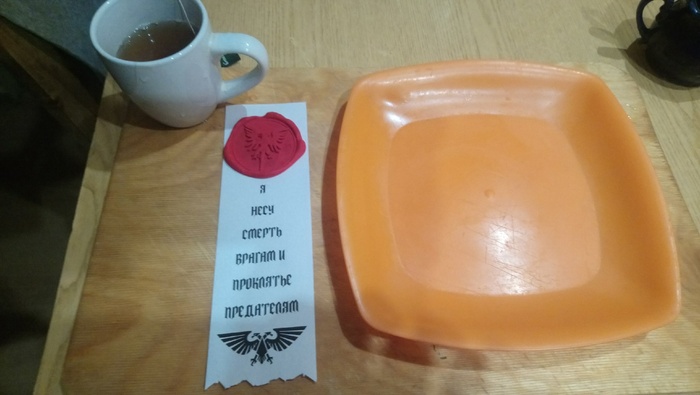 Я
НЕСУ
СМЕРТЬ
ВРАГАМ И
ПРОКЛЯТЬЕ
ПРЕДАТЕЛЯМ